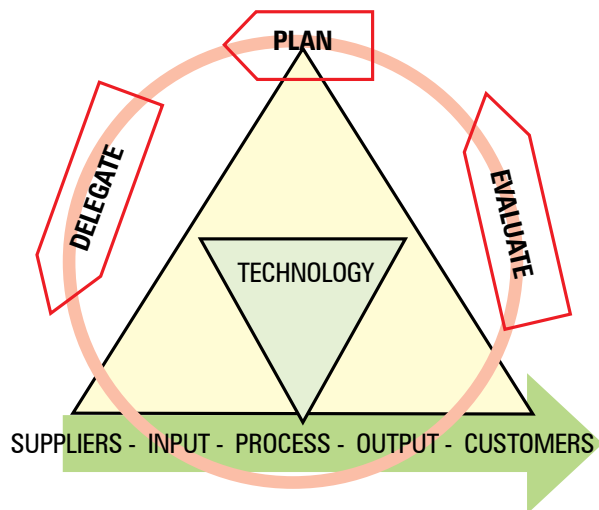 PLAN
DELEGATE
EVALUATE
TECHNOLOGY
SUPPLIERS - INPUT - PROCESS - OUTPUT - CUSTOMERS